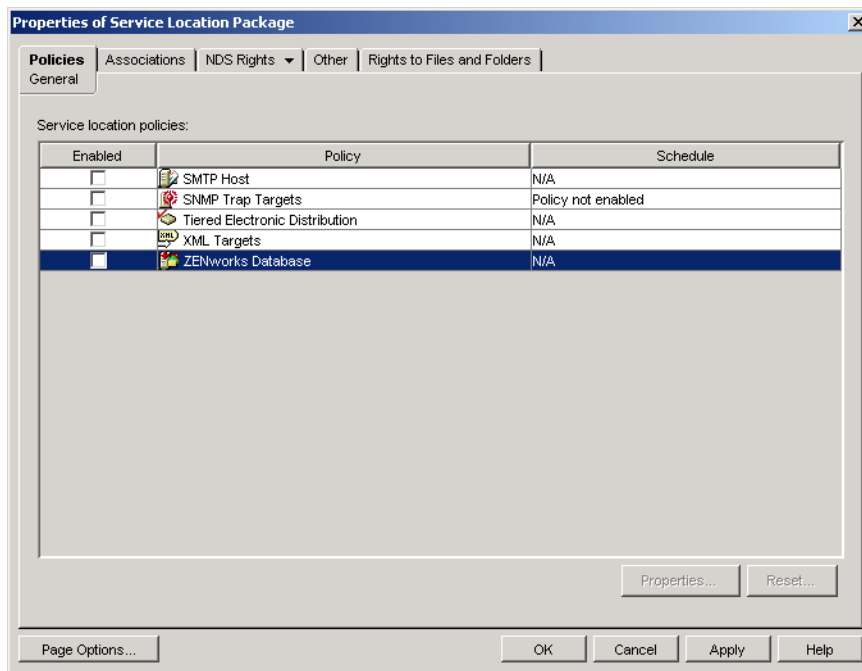 Properties of Service Location Package
Policies Associations NDS Rights Other Rights to Files and Folders
General
Service location policies:
Enabled Policy Schedule
SMTP Host N/A
SNMP Trap Targets Policy not enabled
Tiered Electronic Distribution N/A
XML XML Targets N/A
ZENworks Database N/A
Properties... Reset...
Page Options... OK Cancel Apply Help